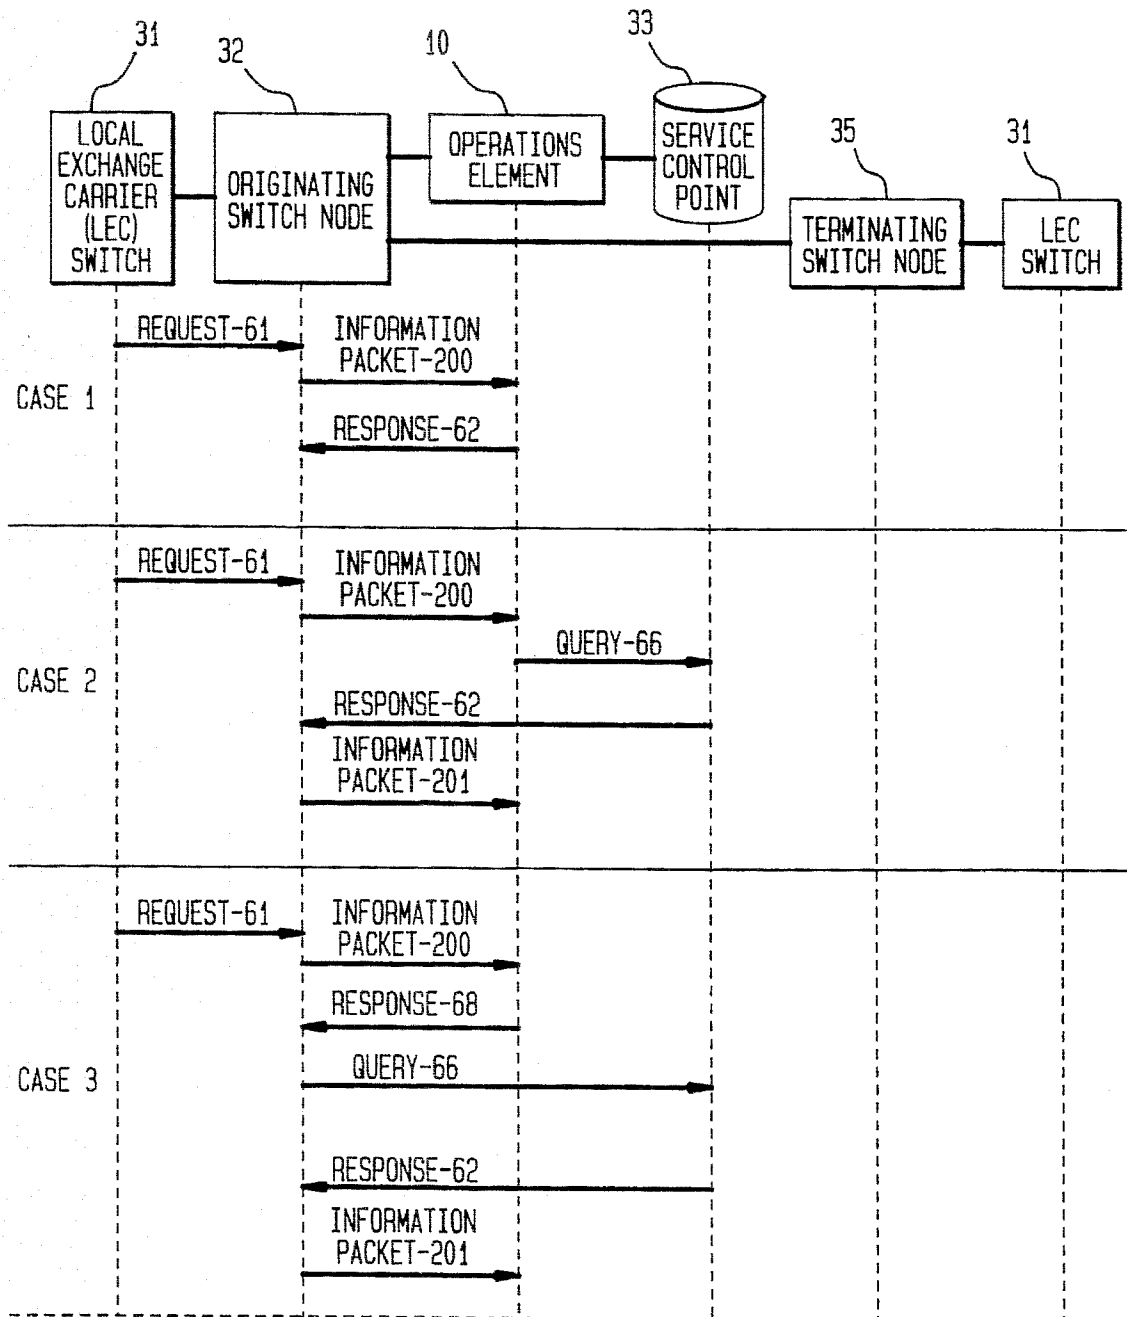 31
32
10
33
35
31
LOCAL
EXCHANGE
CARRIER
(LEC)
SWITCH
ORIGINATING
SWITCH NODE
OPERATIONS
ELEMENT
SERVICE
CONTROL
POINT
TERMINATING
SWITCH NODE
LEC
SWITCH
CASE 1
REQUEST-61
INFORMATION
PACKET-200
RESPONSE-62
CASE 2
REQUEST-61
INFORMATION
PACKET-200
QUERY-66
RESPONSE-62
INFORMATION
PACKET-201
CASE 3
REQUEST-61
INFORMATION
PACKET-200
RESPONSE-68
QUERY-66
RESPONSE-62
INFORMATION
PACKET-201